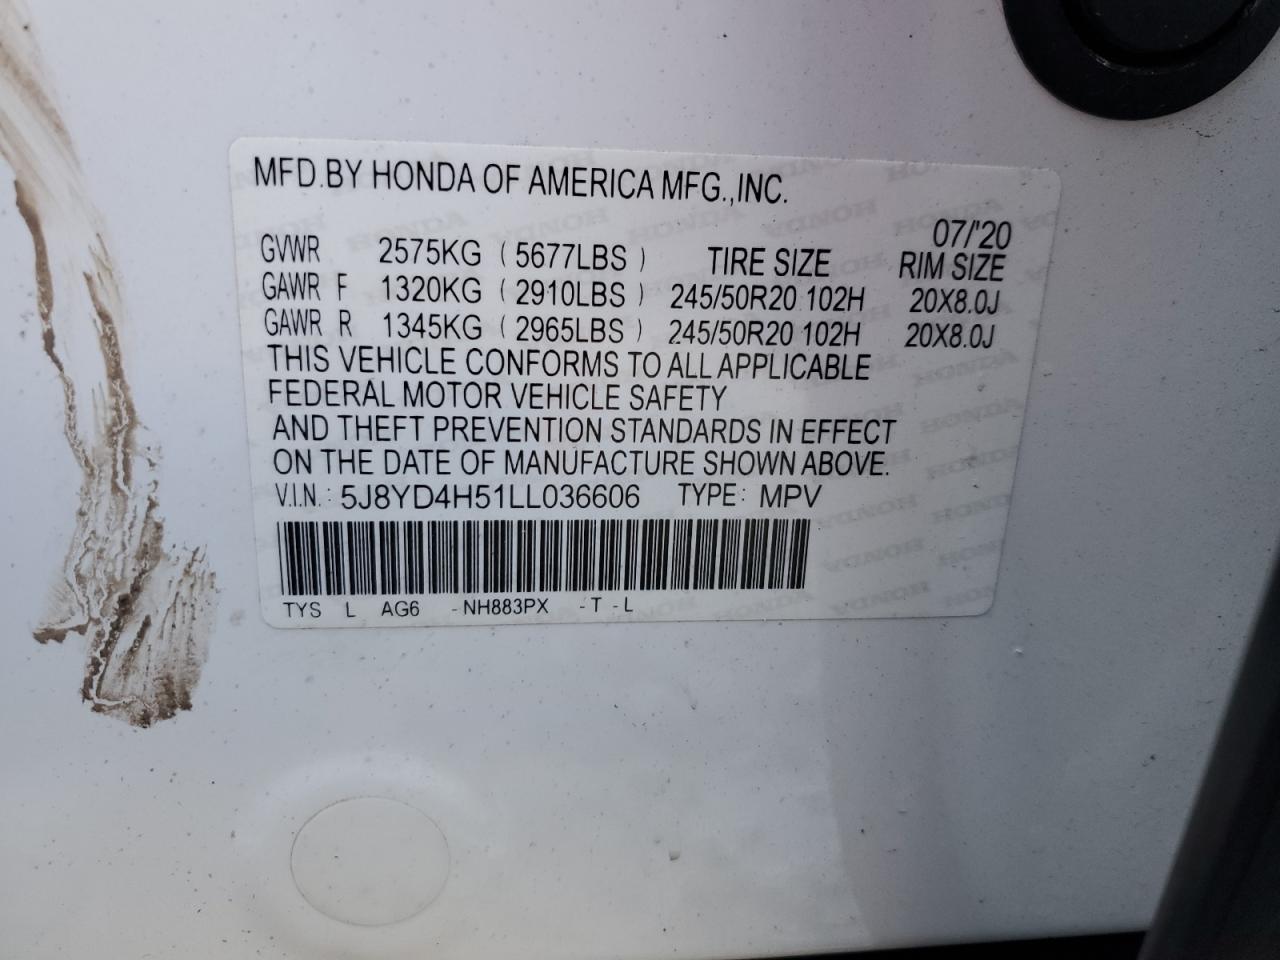 MFD.BY HONDA OF AMERICA MFG.,INC.
07/'20
GVWR 2575KG (5677LBS) TIRE SIZE RIM SIZE
GAWR F 1320KG (2910LBS) 245/50R20 102H 20X8.0J
GAWR R 1345KG (2965LBS) 245/50R20 102H 20X8.0J
THIS VEHICLE CONFORMS TO ALL APPLICABLE
FEDERAL MOTOR VEHICLE SAFETY
AND THEFT PREVENTION STANDARDS IN EFFECT
ON THE DATE OF MANUFACTURE SHOWN ABOVE.
V.I.N.: 5J8YD4H51LL036606 TYPE: MPV
TYS L AG6 -NH883PX -T -L